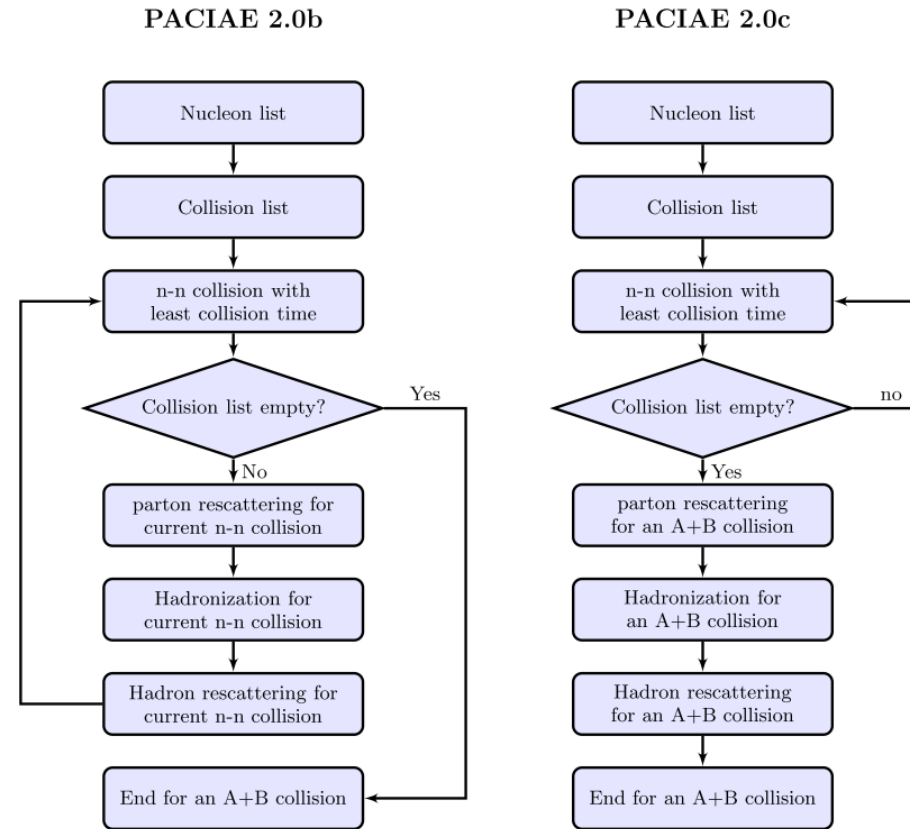 PACIAE 2.0b
Nucleon list
Collision list
n-n collision with
least collision time
Collision list empty?
Yes
No
parton rescattering for
current n-n collision
Hadronization for
current n-n collision
Hadron rescattering for
current n-n collision
End for an A+B collision
PACIAE 2.0c
Nucleon list
Collision list
n-n collision with
least collision time
Collision list empty?
no
Yes
parton rescattering
for an A+B collision
Hadronization for
an A+B collision
Hadron rescattering
for an A+B collision
End for an A+B collision